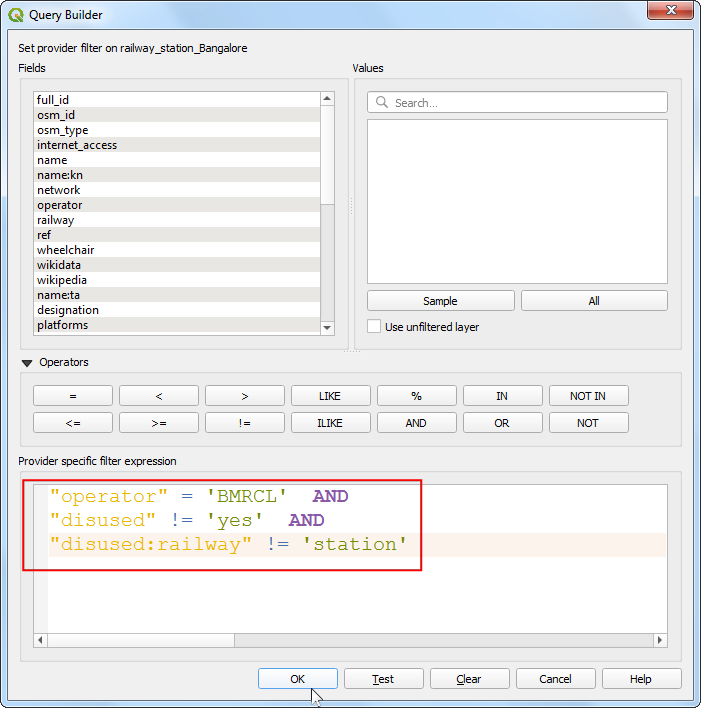 Query Builder
Set provider filter on railway_station_Bangalore
Fields
Values
full_id
osm_id
osm_type
internet_access
name
name:kn
network
operator
railway
ref
wheelchair
wikidata
wikipedia
name:ta
designation
platforms
Search...
Sample
All
Use unfiltered layer
Operators
= < > LIKE % IN NOT IN
<= >= != ILIKE AND OR NOT
Provider specific filter expression
"operator" = 'BMRCL' AND
"disused" != 'yes' AND
"disused:railway" != 'station'
OK Test Clear Cancel Help